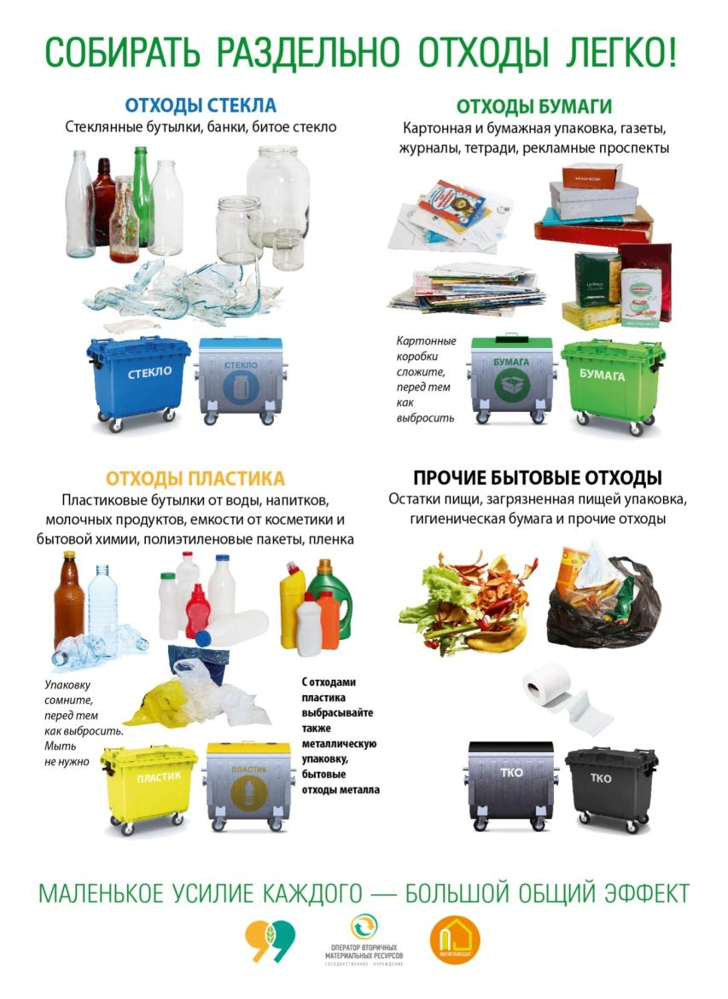 СОБИРАТЬ РАЗДЕЛЬНО ОТХОДЫ ЛЕГКО!
ОТХОДЫ СТЕКЛА
Стеклянные бутылки, банки, битое стекло
СТЕКЛО
СТЕКЛО
ОТХОДЫ БУМАГИ
Картонная и бумажная упаковка, газеты,
журналы, тетради, рекламные проспекты
Картонные
коробки
сложите,
перед тем
как
выбросить
БУМАГА
БУМАГА
ОТХОДЫ ПЛАСТИКА
Пластиковые бутылки от воды, напитков,
молочных продуктов, емкости от косметики и
бытовой химии, полиэтиленовые пакеты, пленка
Упаковку
сомните,
перед тем
как выбросить.
Мыть
не нужно
С отходами
пластика
выбрасывайте
также
металлическую
упаковку,
бытовые
отходы металла
ПЛАСТИК
ПЛАСТИК
ПРОЧИЕ БЫТОВЫЕ ОТХОДЫ
Остатки пищи, загрязненная пищей упаковка,
гигиеническая бумага и прочие отходы
ТКО
ТКО
МАЛЕНЬКОЕ УСИЛИЕ КАЖДОГО — БОЛЬШОЙ ОБЩИЙ ЭФФЕКТ
ОПЕРАТОР ВТОРИЧНЫХ
МАТЕРИАЛЬНЫХ РЕСУРСОВ
ГОСУДАРСТВЕННОЕ УЧРЕЖДЕНИЕ